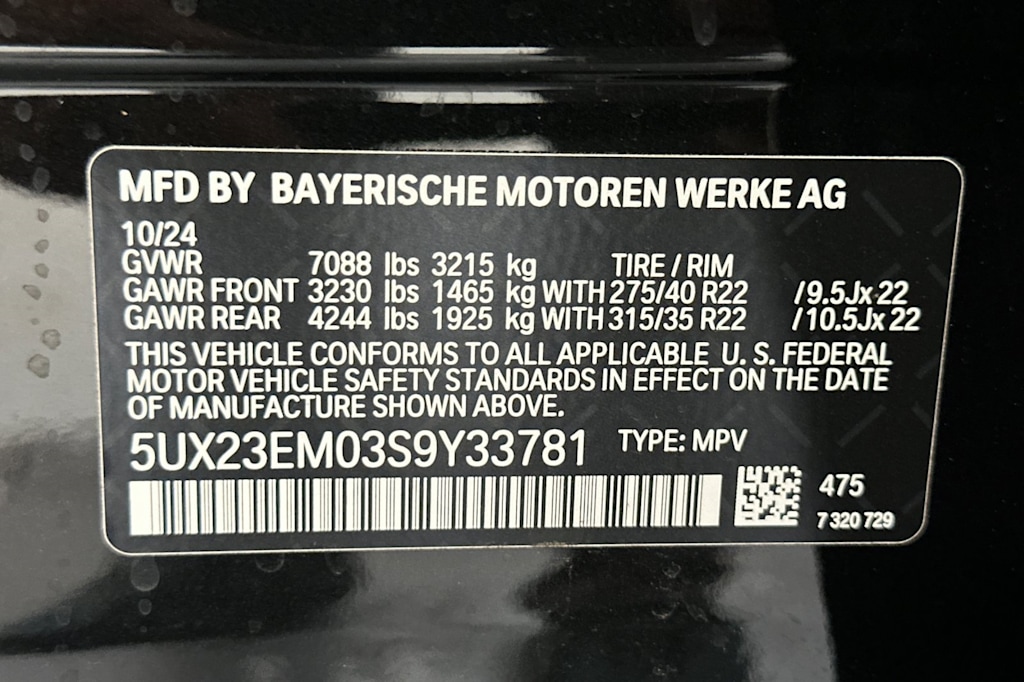 MFD BY BAYERISCHE MOTOREN WERKE AG
10/24
GVWR 7088 lbs 3215 kg TIRE / RIM
GAWR FRONT 3230 lbs 1465 kg WITH 275/40 R22 /9.5Jx22
GAWR REAR 4244 lbs 1925 kg WITH 315/35 R22 /10.5Jx22
THIS VEHICLE CONFORMS TO ALL APPLICABLE U. S. FEDERAL
MOTOR VEHICLE SAFETY STANDARDS IN EFFECT ON THE DATE
OF MANUFACTURE SHOWN ABOVE.
5UX23EM03S9Y33781 TYPE: MPV
475
7 320 729